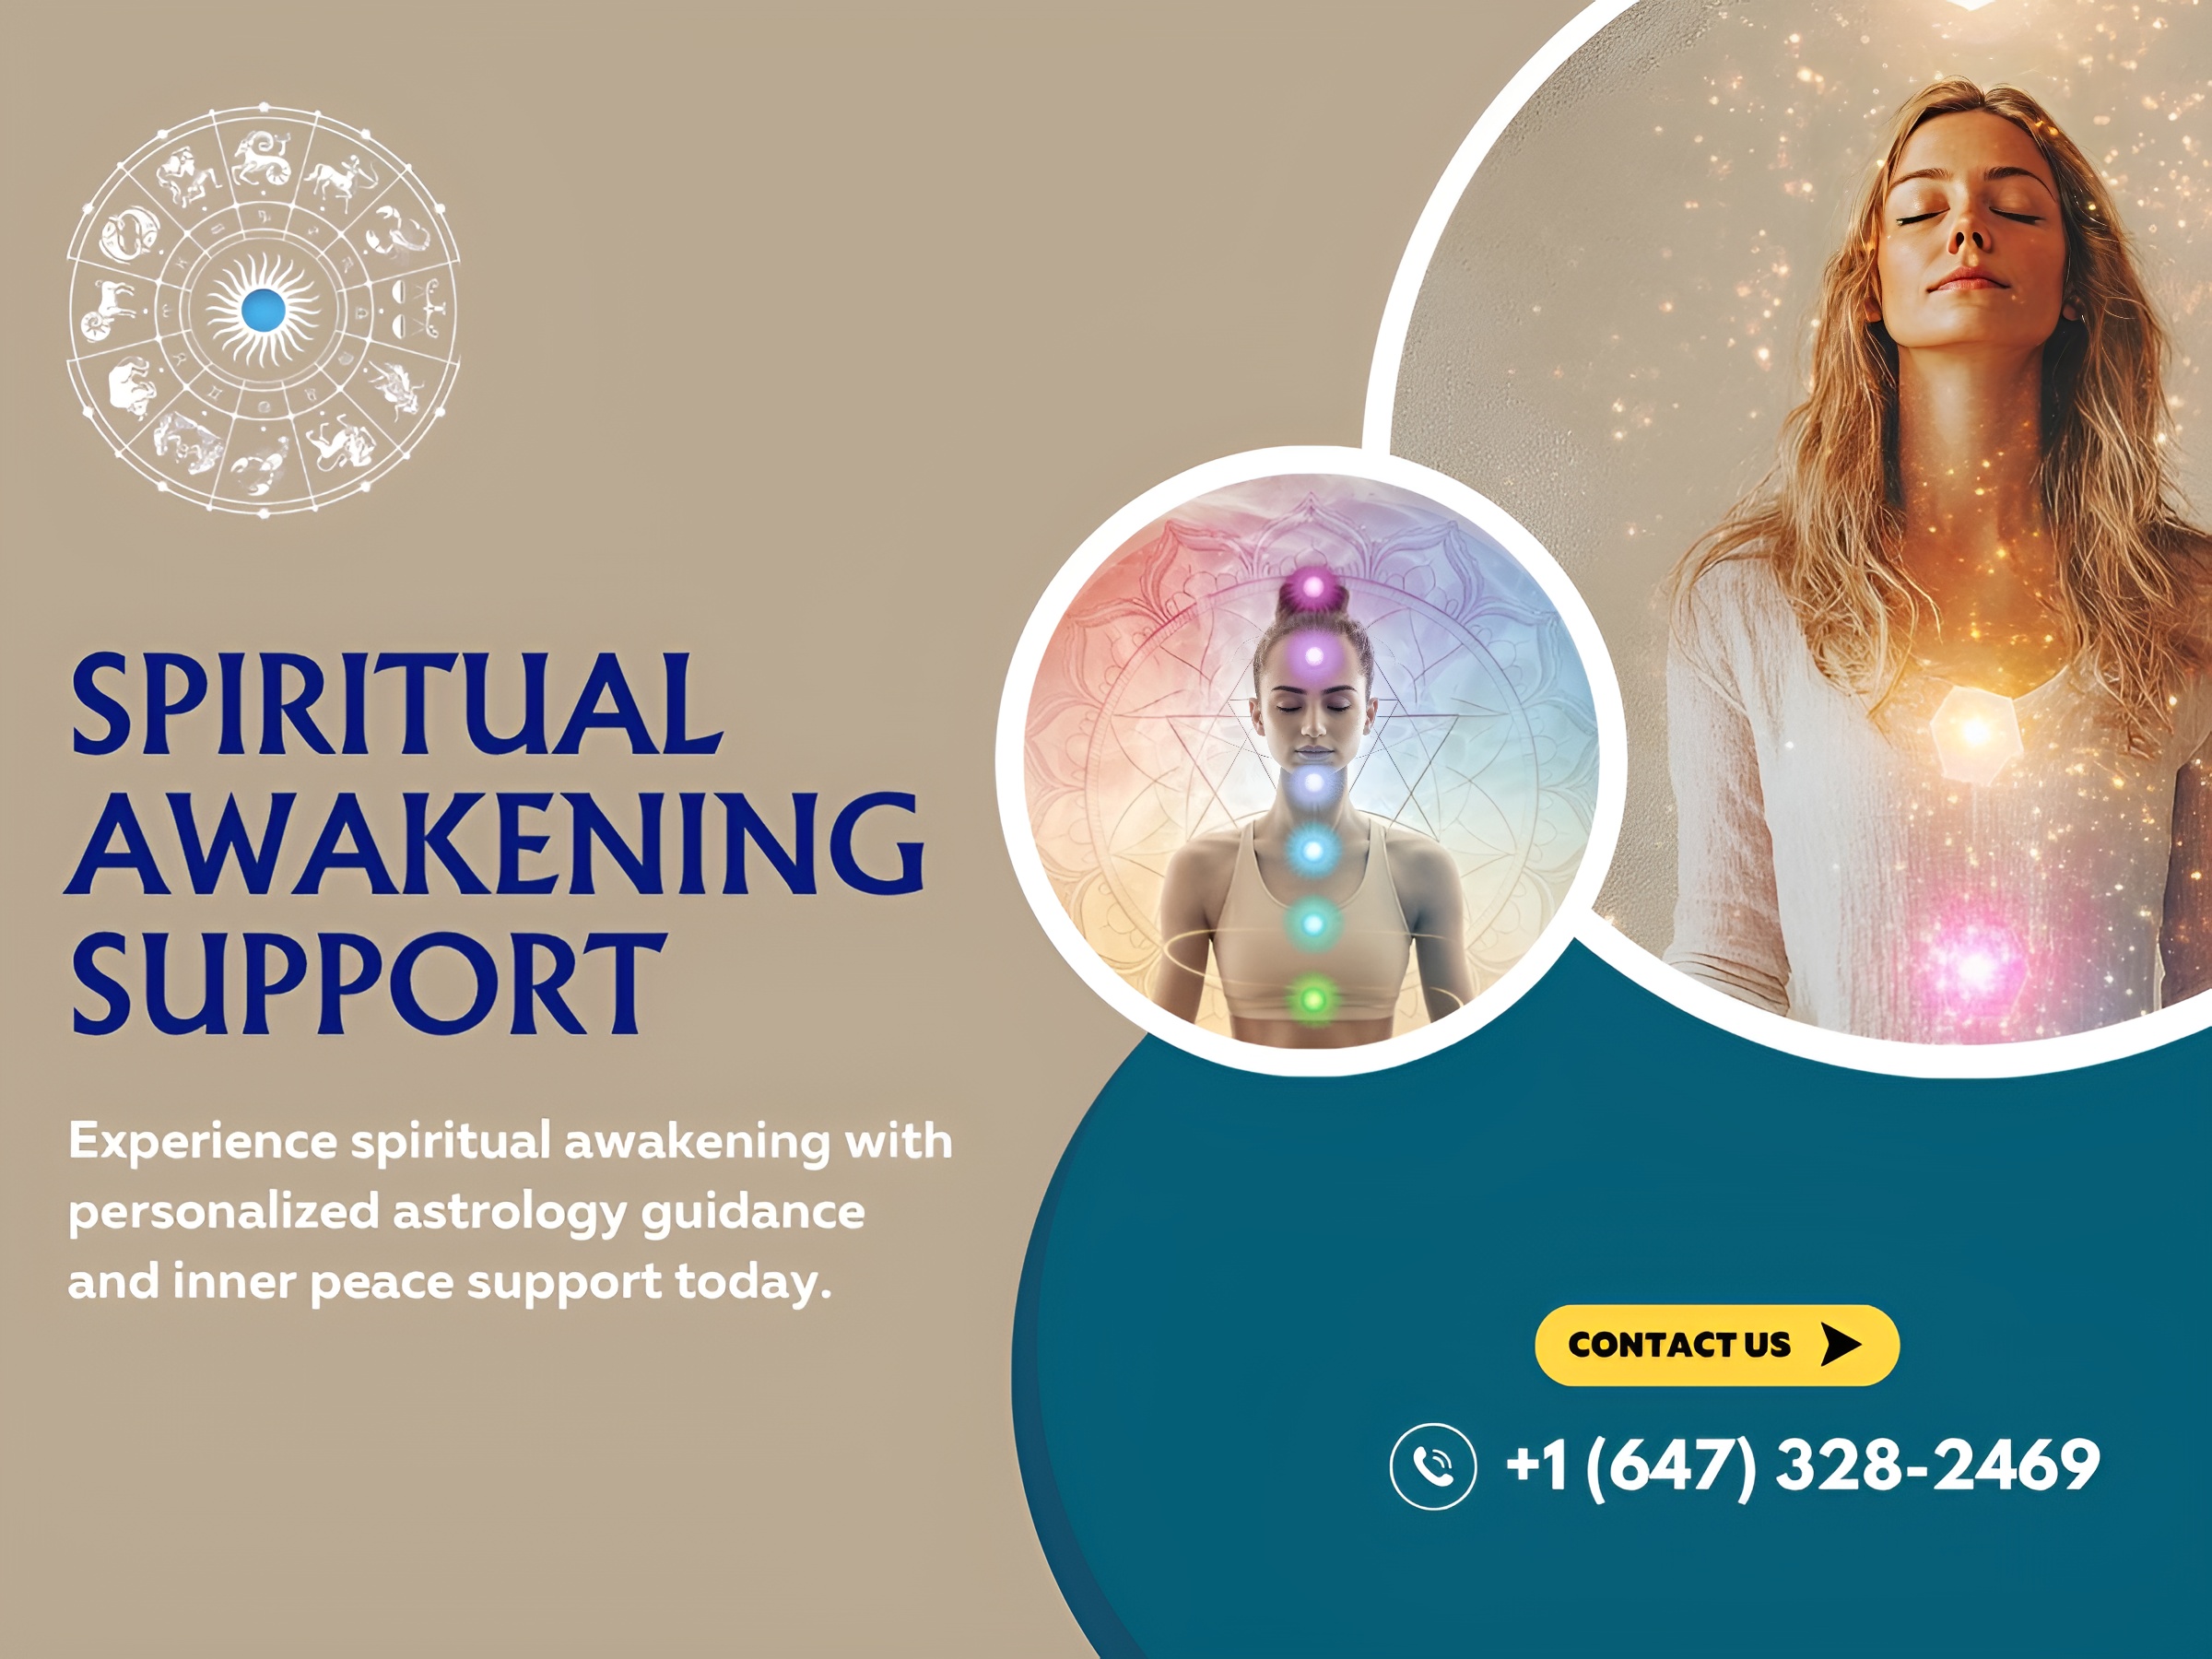 SPIRITUAL
AWAKENING
SUPPORT
Experience spiritual awakening with
personalized astrology guidance
and inner peace support today.
CONTACT US
+1 (647) 328-2469